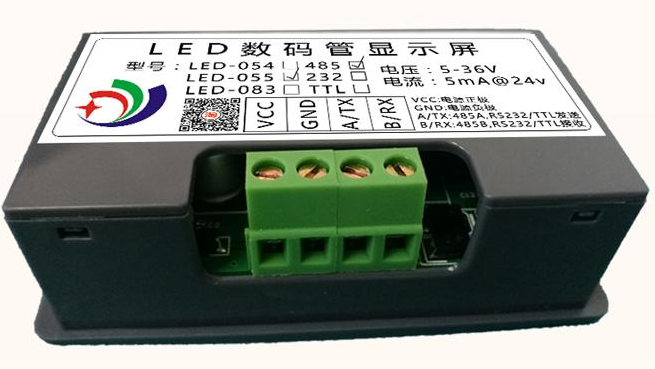 LED数码管显示屏
型号: LED-054 485 ✓
LED-055 ✓ 232 □
LED-083 □ TTL □
电压: 5-36V
电流: 5mA@24v
VCC GND A/TX B/RX
VCC:电源正极
GND:电源负极
A/TX:485A,RS232/TTL发送
B/RX:485B,RS232/TTL接收